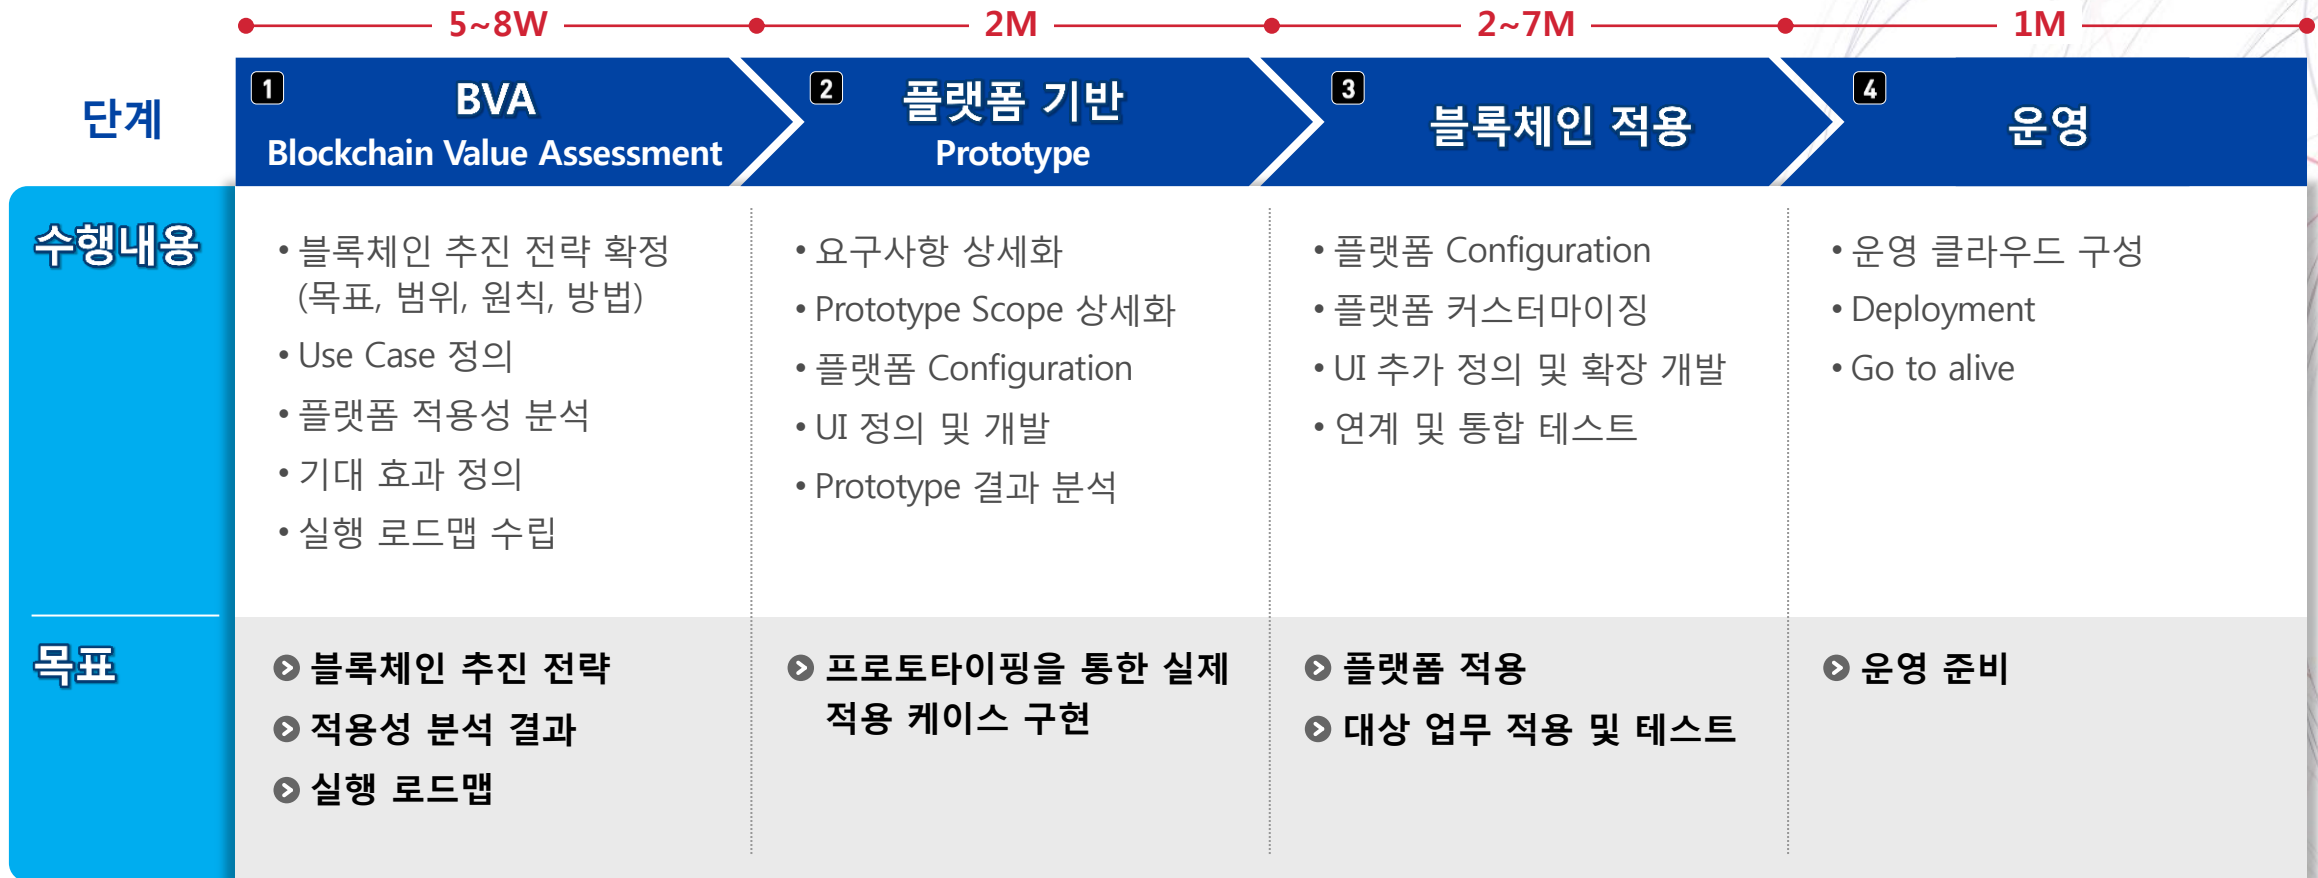 5~8W
2M
2~7M
1M
단계
1
BVA
Blockchain Value Assessment
2
플랫폼 기반
Prototype
3
블록체인 적용
4
운영
수행내용
• 블록체인 추진 전략 확정
(목표, 범위, 원칙, 방법)
• Use Case 정의
• 플랫폼 적용성 분석
• 기대 효과 정의
• 실행 로드맵 수립
• 요구사항 상세화
• Prototype Scope 상세화
• 플랫폼 Configuration
• UI 정의 및 개발
• Prototype 결과 분석
• 플랫폼 Configuration
• 플랫폼 커스터마이징
• UI 추가 정의 및 확장 개발
• 연계 및 통합 테스트
• 운영 클라우드 구성
• Deployment
• Go to alive
목표
블록체인 추진 전략
적용성 분석 결과
실행 로드맵
프로토타이핑을 통한 실제
적용 케이스 구현
플랫폼 적용
대상 업무 적용 및 테스트
운영 준비